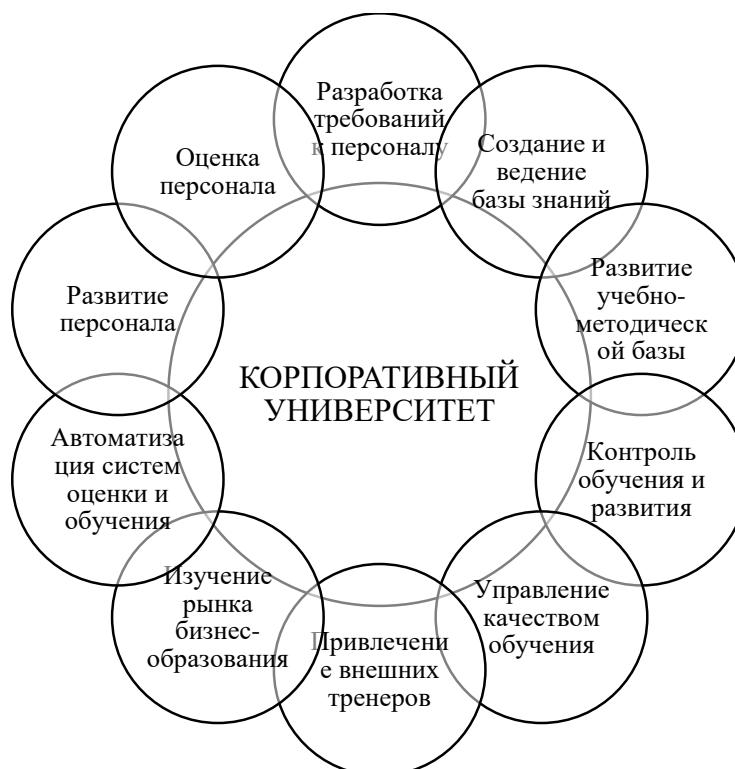 Разработка
требований
к персоналу
Создание и
ведение
базы знаний
Развитие
учебно-
методическ
ой базы
Контроль
обучения и
развития
Управление
качеством
обучения
Привлечени
е внешних
тренеров
Изучение
рынка
бизнес-
образования
Автоматиза
ция систем
оценки и
обучения
Развитие
персонала
Оценка
персонала
КОРПОРАТИВНЫЙ
УНИВЕРСИТЕТ